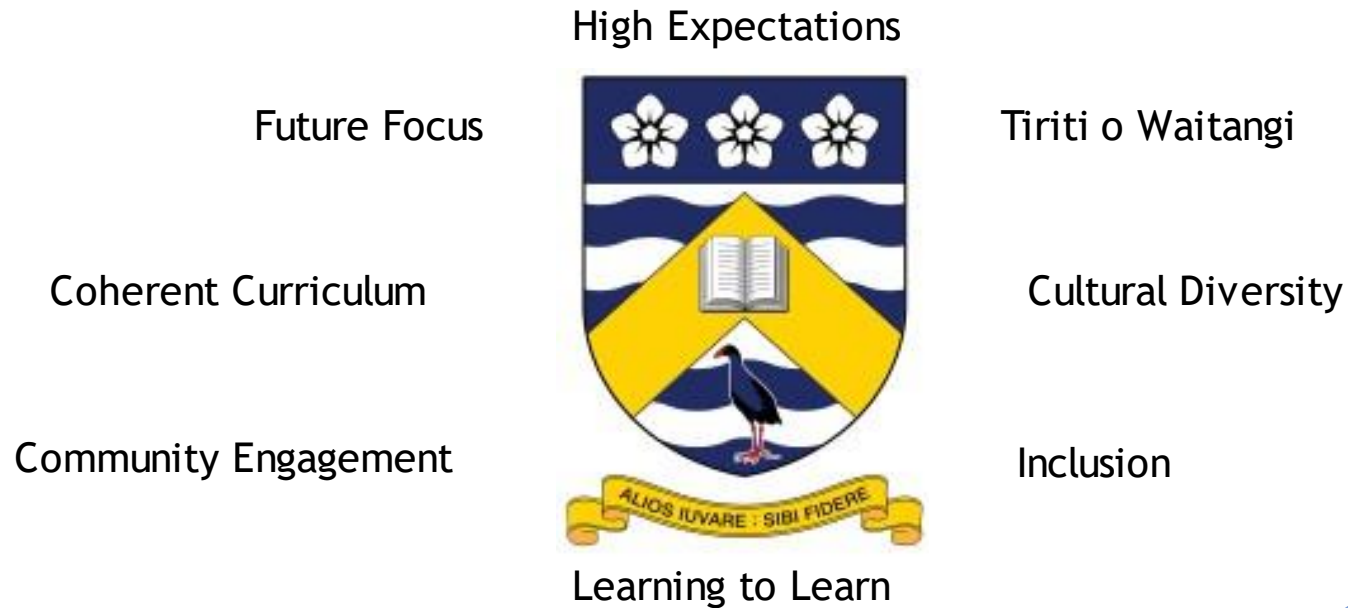 High Expectations
Future Focus
Tiriti o Waitangi
Coherent Curriculum
Cultural Diversity
Community Engagement
Inclusion
ALIOS IUVARE : SIBI FIDERE
Learning to Learn